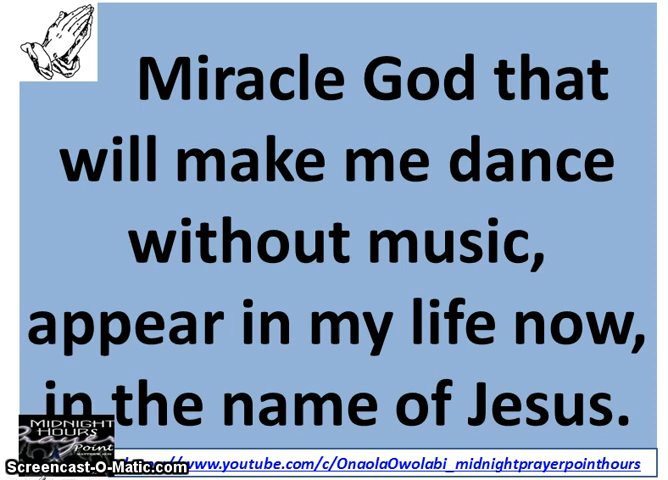 Miracle God that
will make me dance
without music,
appear in my life now,
in the name of Jesus.
MIDNIGHT
HOURS
Point
Screencast-O-Matic.com
www.youtube.com/c/OnaolaOwolabi_midnightprayerpointhours